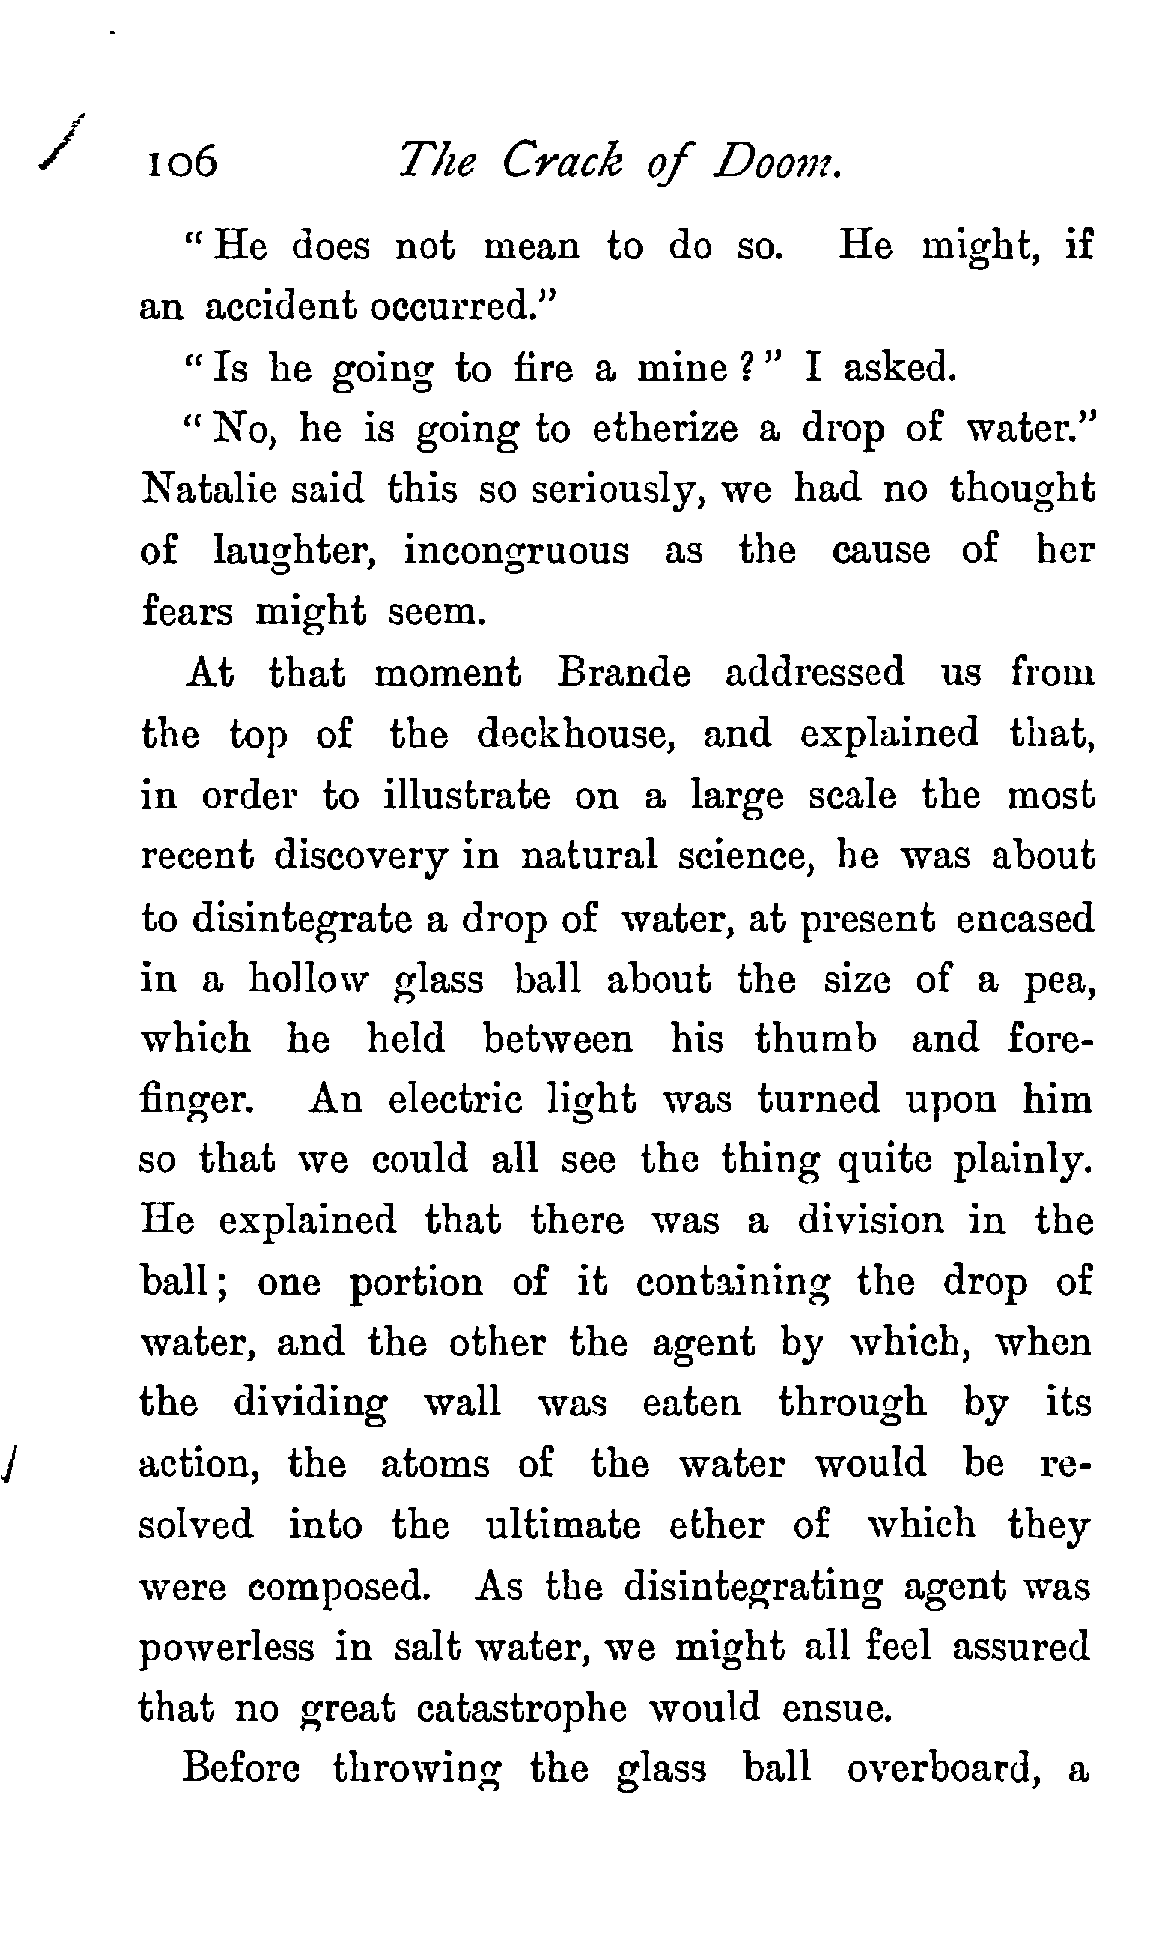 106 The Crack of Doom.
"He does not mean to do so. He might, if
an accident occurred."
"Is he going to fire a mine?" I asked.
"No, he is going to etherize a drop of water."
Natalie said this so seriously, we had no thought
of laughter, incongruous as the cause of her
fears might seem.
At that moment Brande addressed us from
the top of the deckhouse, and explained that,
in order to illustrate on a large scale the most
recent discovery in natural science, he was about
to disintegrate a drop of water, at present encased
in a hollow glass ball about the size of a pea,
which he held between his thumb and fore-
finger. An electric light was turned upon him
so that we could all see the thing quite plainly.
He explained that there was a division in the
ball; one portion of it containing the drop of
water, and the other the agent by which, when
the dividing wall was eaten through by its
action, the atoms of the water would be re-
solved into the ultimate ether of which they
were composed. As the disintegrating agent was
powerless in salt water, we might all feel assured
that no great catastrophe would ensue.
Before throwing the glass ball overboard, a